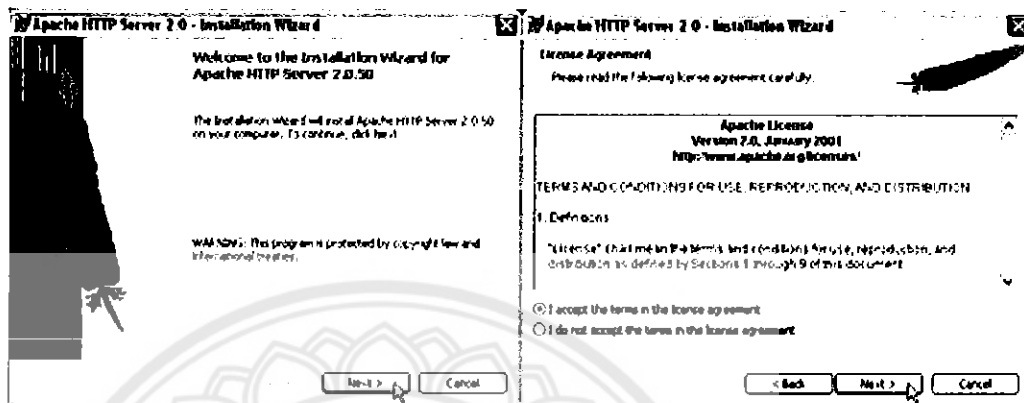 Apache HTTP Server 2.0 - Installation Wizard
Welcome to the Installation Wizard for
Apache HTTP Server 2.0.50
The Installation Wizard will install Apache HTTP Server 2.0.50
on your computer. To continue, click Next.
WARNING: This program is protected by copyright law and
international treaties.
Next >
Cancel
Apache HTTP Server 2.0 - Installation Wizard
License Agreement
Please read the following license agreement carefully.
Apache License
Version 2.0, January 2001
http://www.apache.org/licenses/
TERMS AND CONDITIONS FOR USE, REPRODUCTION, AND DISTRIBUTION
1. Definitions
"License" shall mean the terms and conditions for use, reproduction, and
distribution as defined by Sections 1 through 9 of this document
I accept the terms in the license agreement
I do not accept the terms in the license agreement
< Back
Next >
Cancel